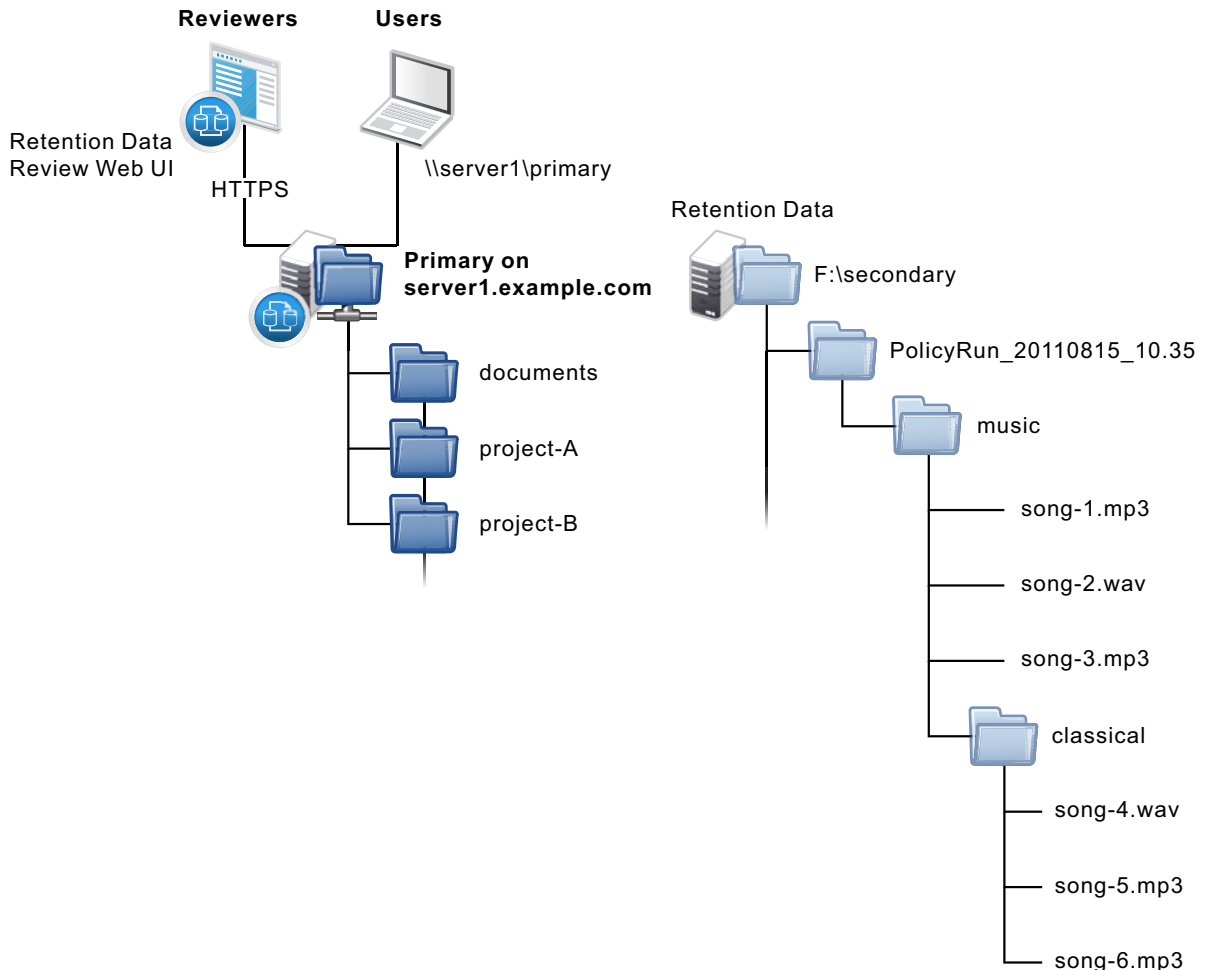 Reviewers
Users
Retention Data
Review Web UI
HTTPS
\\server1\primary
Primary on
server1.example.com
documents
project-A
project-B
Retention Data
F:\secondary
PolicyRun_20110815_10.35
music
song-1.mp3
song-2.wav
song-3.mp3
classical
song-4.wav
song-5.mp3
song-6.mp3